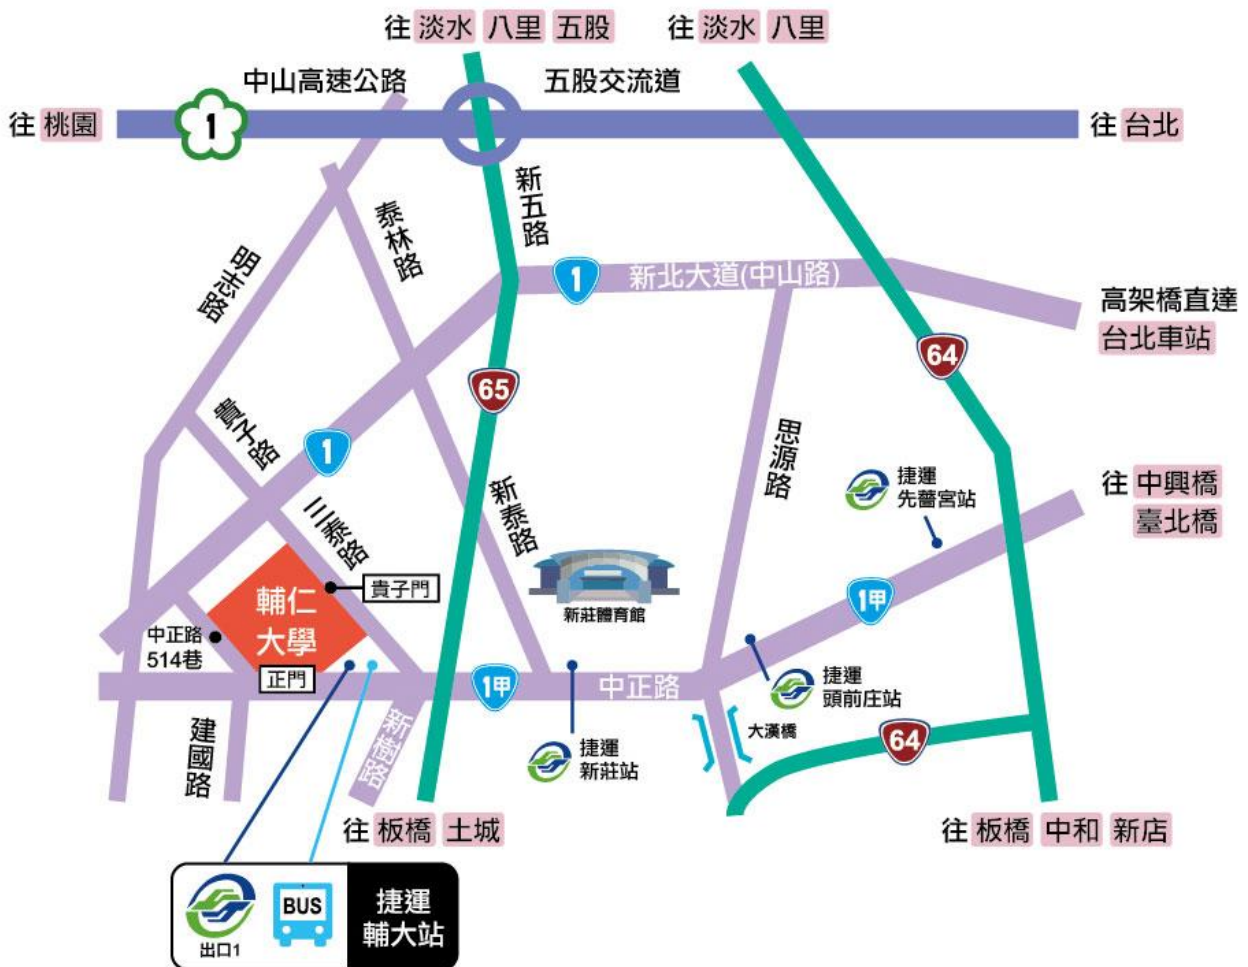 往 淡水 八里 五股
往 淡水 八里
中山高速公路
五股交流道
往 桃園
1
往 台北
新五路
泰林路
明志路
新北大道(中山路)
1
高架橋直達
台北車站
64
65
貴子路
1
思源路
捷運
先嗇宮站
往 中興橋
臺北橋
新泰路
三泰路
輔仁
大學
貴子門
新莊體育館
1甲
中正路
514巷
正門
1甲
中正路
捷運
頭前庄站
建國路
新樹路
捷運
新莊站
大漢橋
64
往 板橋 土城
往 板橋 中和 新店
BUS
出口1
捷運
輔大站